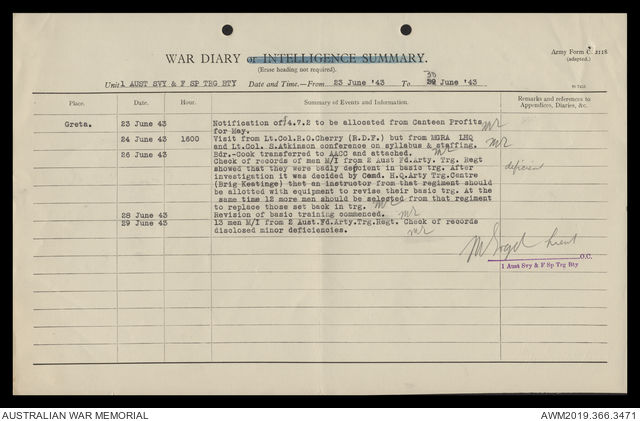 Army Form C. 2118
(adapted.)
WAR DIARY or INTELLIGENCE SUMMARY.
(Erase heading not required).
Unit 1 AUST SVY & F SP TRG BTY Date and Time.—From 23 June '43 To 30 June '43
Place. Date. Hour. Summary of Events and Information. Remarks and references to Appendices, Diaries, &c.
Greta. 23 June 43 Notification of £4.7.2 to be allocated from Canteen Profits
for May.
24 June 43 1600 Visit from Lt.Col.R.O.Cherry (R.D.F.) but from MGRA LHQ
and Lt.Col. S.Atkinson conference on syllabus & staffing.
26 June 43 Bdr.-Cook transferred to AACC and attached.
Check of records of men M/I from 2 Aust Fd.Arty. Trg. Regt
showed that they were badly depcient in basic trg. After deficient
investigation it was decided by Comd. H.Q.Arty Trg.Centre
(Brig Keatinge) that an instructor from that regiment should
be allotted with equipment to revise their basic trg. At the
same time 12 more men should be selected from that regiment
to replace those set back in trg.
28 June 43 Revision of basic training commenced.
29 June 43 13 men M/I from 2 Aust.Fd.Arty.Trg.Regt. Check of records
disclosed minor deficiencies.
Lieut
O.C.
1 Aust Svy & F Sp Trg Bty
AUSTRALIAN WAR MEMORIAL AWM2019.366.3471